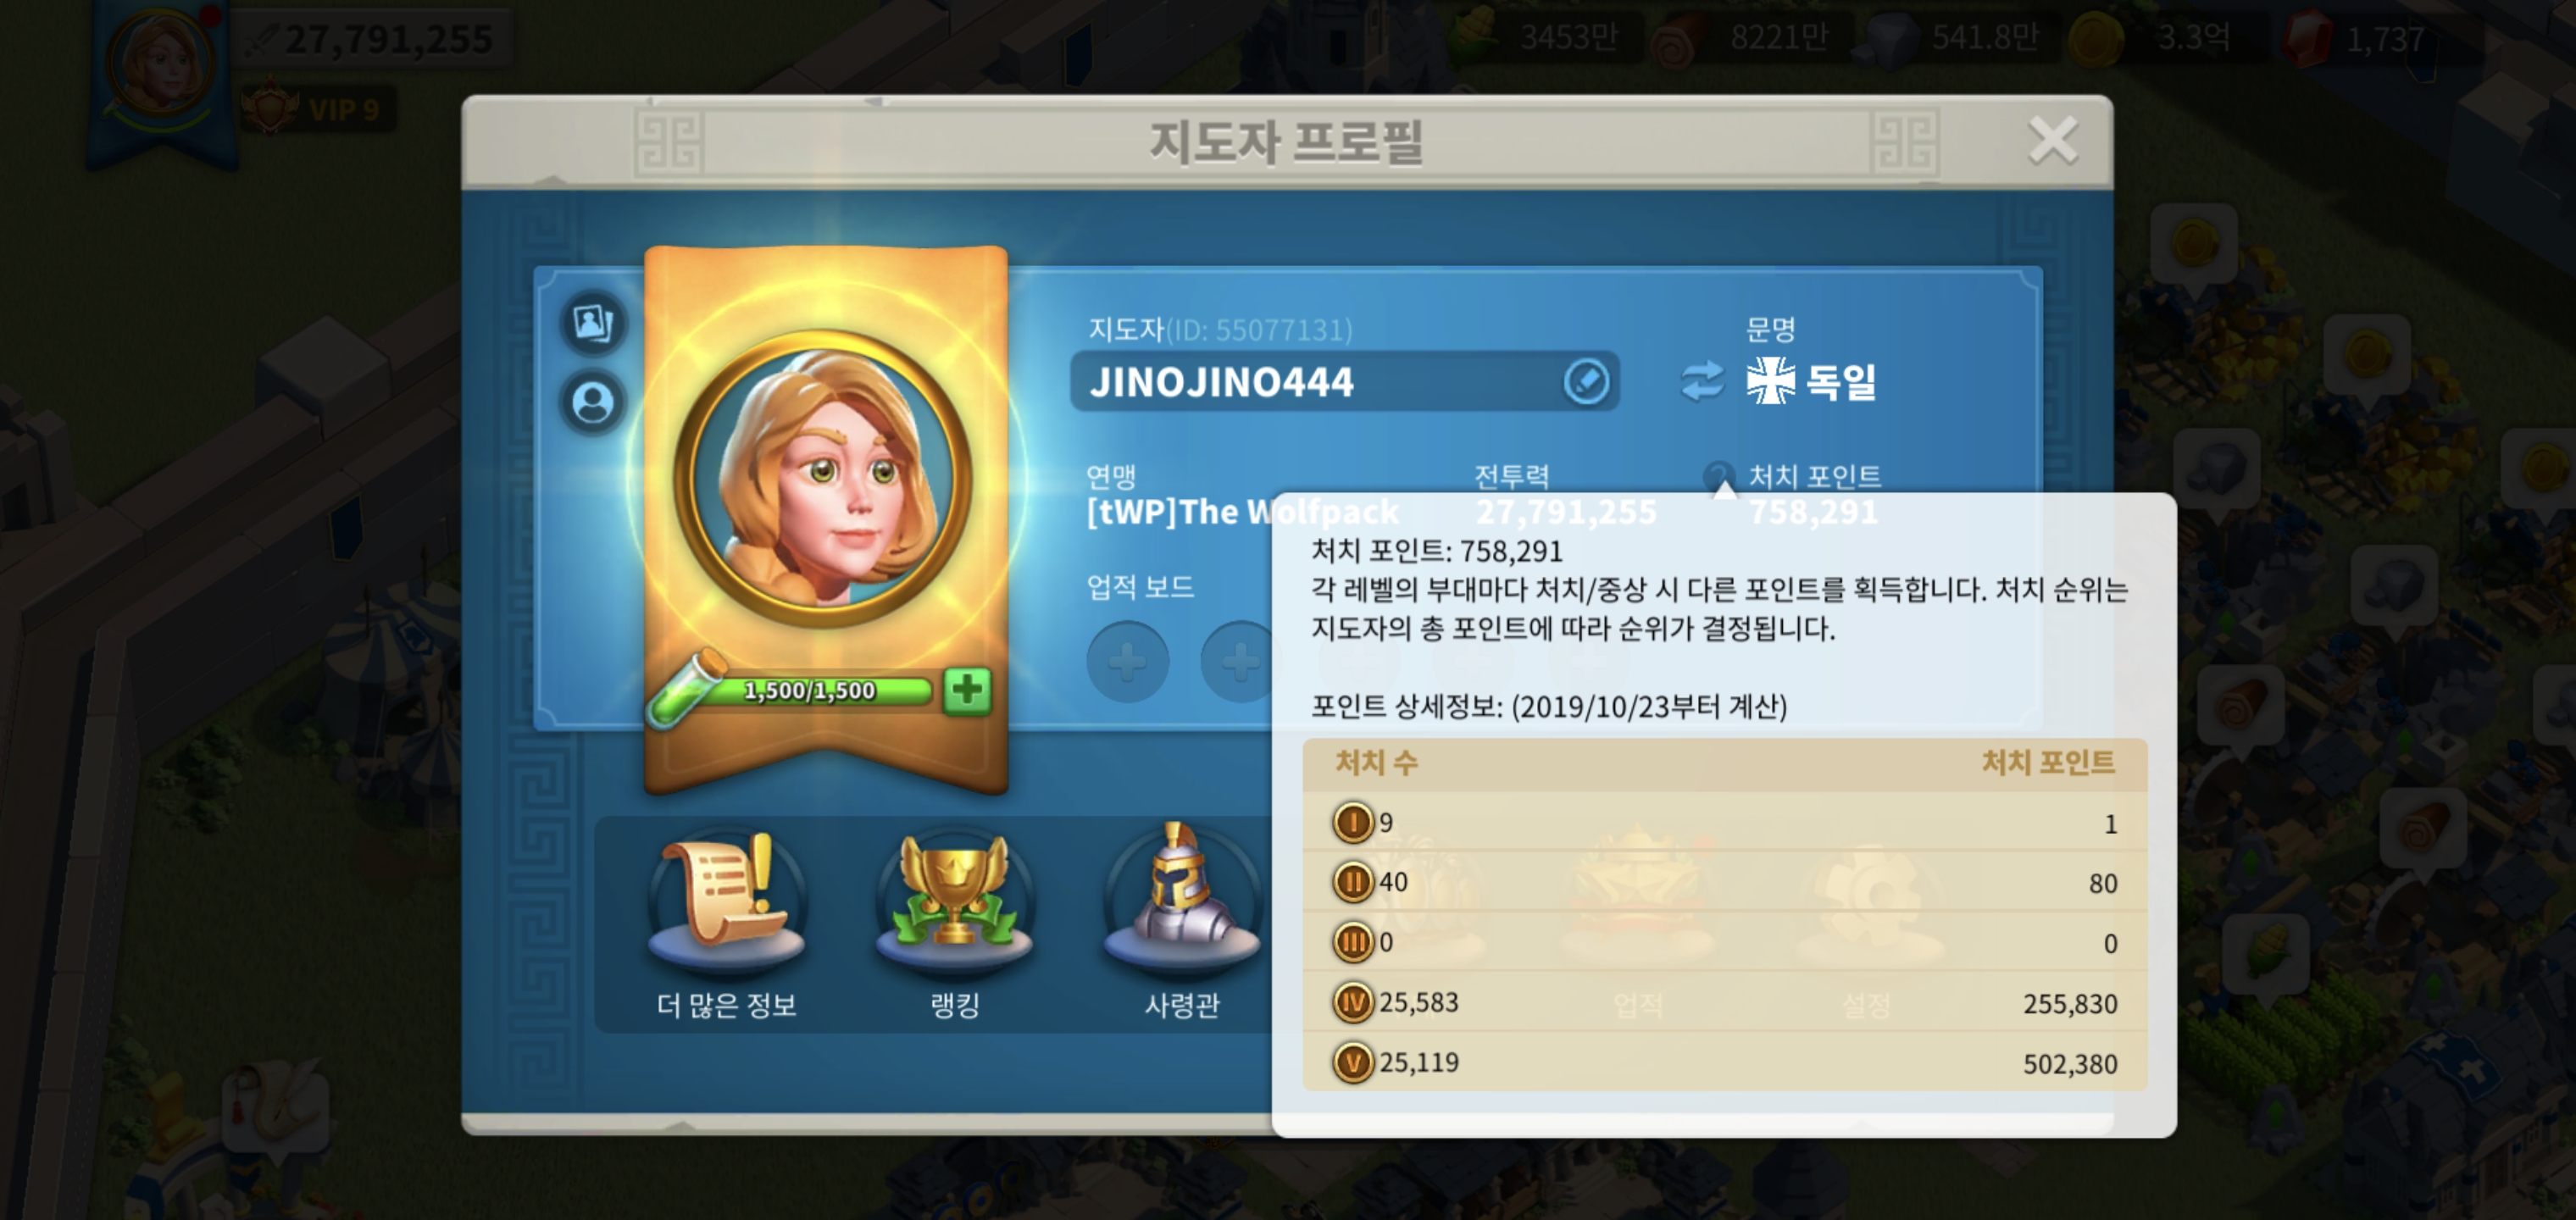 27,791,255
VIP 9
3453만
8221만
541.8만
3.3억
1,737
지도자 프로필
지도자(ID: 55077131)
JINOJINO444
문명
독일
연맹
[tWP]The Wolfpack
전투력
27,791,255
처치 포인트
758,291
업적 보드
1,500/1,500
처치 포인트: 758,291
각 레벨의 부대마다 처치/중상 시 다른 포인트를 획득합니다. 처치 순위는
지도자의 총 포인트에 따라 순위가 결정됩니다.
포인트 상세정보: (2019/10/23부터 계산)
처치 수 처치 포인트
I 9 1
II 40 80
III 0 0
IV 25,583 255,830
V 25,119 502,380
더 많은 정보
랭킹
사령관
업적
설정